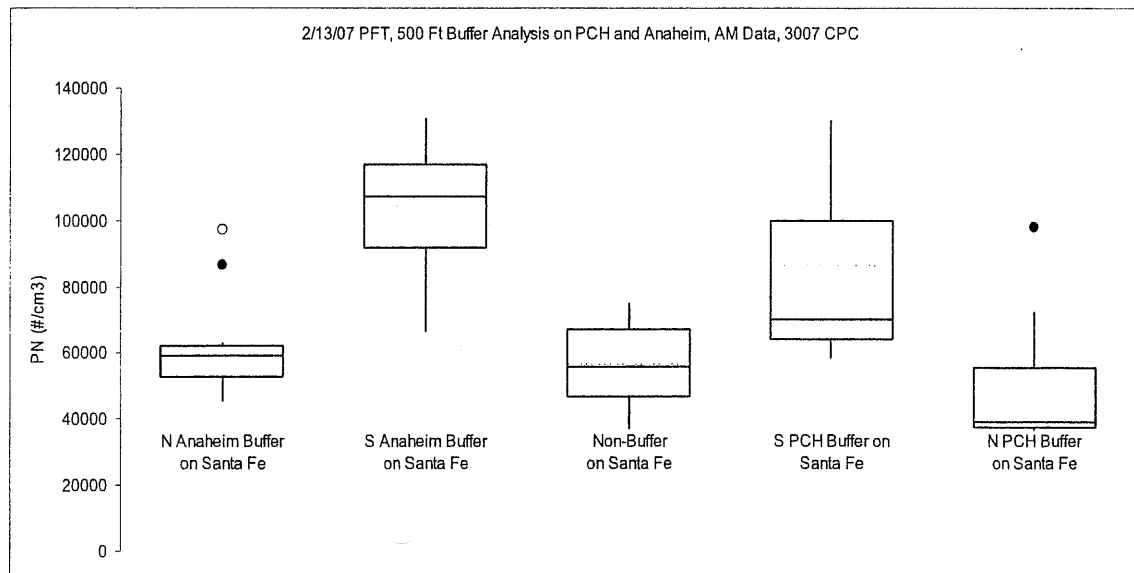 2/13/07 PFT, 500 Ft Buffer Analysis on PCH and Anaheim, AM Data, 3007 CPC
140000
120000
100000
80000
60000
40000
20000
0
PN (#/cm3)
N Anaheim Buffer
on Santa Fe
S Anaheim Buffer
on Santa Fe
Non-Buffer
on Santa Fe
S PCH Buffer on
Santa Fe
N PCH Buffer
on Santa Fe